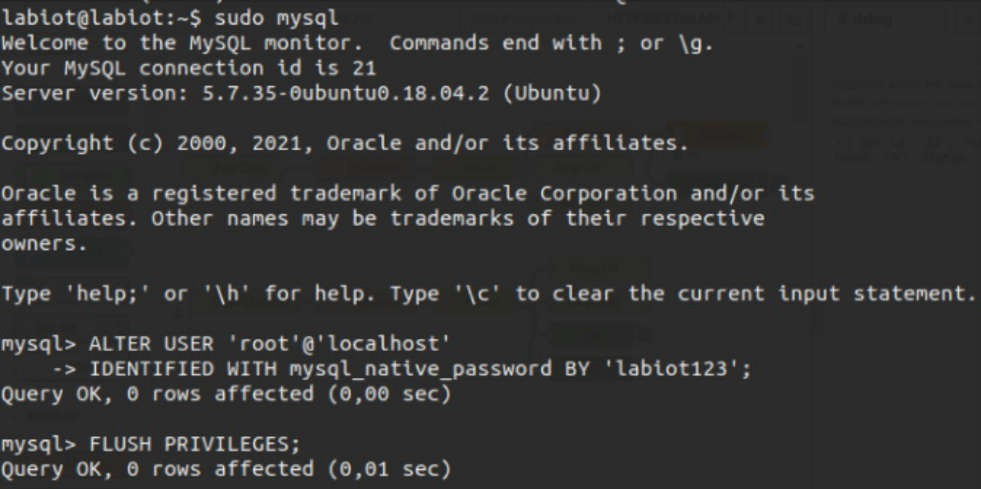 labiot@labiot:~$ sudo mysql
Welcome to the MySQL monitor.  Commands end with ; or \g.
Your MySQL connection id is 21
Server version: 5.7.35-0ubuntu0.18.04.2 (Ubuntu)

Copyright (c) 2000, 2021, Oracle and/or its affiliates.

Oracle is a registered trademark of Oracle Corporation and/or its
affiliates. Other names may be trademarks of their respective
owners.

Type 'help;' or '\h' for help. Type '\c' to clear the current input statement.

mysql> ALTER USER 'root'@'localhost'
    -> IDENTIFIED WITH mysql_native_password BY 'labiot123';
Query OK, 0 rows affected (0,00 sec)

mysql> FLUSH PRIVILEGES;
Query OK, 0 rows affected (0,01 sec)